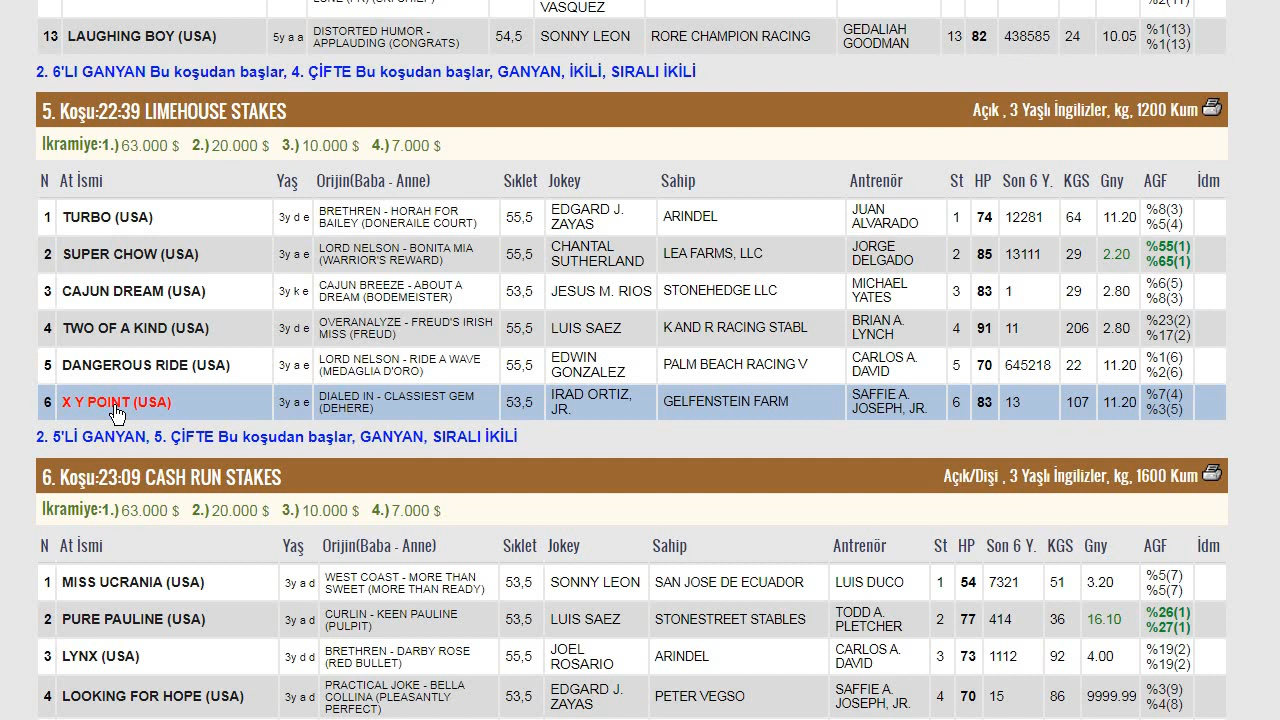 VASQUEZ
13 LAUGHING BOY (USA) 5y a a DISTORTED HUMOR - APPLAUDING (CONGRATS) 54,5 SONNY LEON RORE CHAMPION RACING GEDALIAH GOODMAN 13 82 438585 24 10.05 %1(13) %1(13)
2. 6'LI GANYAN Bu koşudan başlar, 4. ÇİFTE Bu koşudan başlar, GANYAN, İKİLİ, SIRALI İKİLİ
5. Koşu:22:39 LIMEHOUSE STAKES Açık , 3 Yaşlı İngilizler, kg, 1200 Kum
İkramiye:1.) 63.000 $ 2.) 20.000 $ 3.) 10.000 $ 4.) 7.000 $
N At İsmi Yaş Orijin(Baba - Anne) Sıklet Jokey Sahip Antrenör St HP Son 6 Y. KGS Gny AGF İdm
1 TURBO (USA) 3y d e BRETHREN - HORAH FOR BAILEY (DONERAILE COURT) 55,5 EDGARD J. ZAYAS ARINDEL JUAN ALVARADO 1 74 12281 64 11.20 %8(3) %5(4)
2 SUPER CHOW (USA) 3y a e LORD NELSON - BONITA MIA (WARRIOR'S REWARD) 55,5 CHANTAL SUTHERLAND LEA FARMS, LLC JORGE DELGADO 2 85 13111 29 2.20 %55(1) %65(1)
3 CAJUN DREAM (USA) 3y k e CAJUN BREEZE - ABOUT A DREAM (BODEMEISTER) 53,5 JESUS M. RIOS STONEHEDGE LLC MICHAEL YATES 3 83 1 29 2.80 %6(5) %8(3)
4 TWO OF A KIND (USA) 3y d e OVERANALYZE - FREUD'S IRISH MISS (FREUD) 55,5 LUIS SAEZ K AND R RACING STABL BRIAN A. LYNCH 4 91 11 206 2.80 %23(2) %17(2)
5 DANGEROUS RIDE (USA) 3y a e LORD NELSON - RIDE A WAVE (MEDAGLIA D'ORO) 55,5 EDWIN GONZALEZ PALM BEACH RACING V CARLOS A. DAVID 5 70 645218 22 11.20 %1(6) %2(6)
6 X Y POINT (USA) 3y a e DIALED IN - CLASSIEST GEM (DEHERE) 53,5 IRAD ORTIZ, JR. GELFENSTEIN FARM SAFFIE A. JOSEPH, JR. 6 83 13 107 11.20 %7(4) %3(5)
2. 5'Lİ GANYAN, 5. ÇİFTE Bu koşudan başlar, GANYAN, SIRALI İKİLİ
6. Koşu:23:09 CASH RUN STAKES Açık/Dişi , 3 Yaşlı İngilizler, kg, 1600 Kum
İkramiye:1.) 63.000 $ 2.) 20.000 $ 3.) 10.000 $ 4.) 7.000 $
N At İsmi Yaş Orijin(Baba - Anne) Sıklet Jokey Sahip Antrenör St HP Son 6 Y. KGS Gny AGF İdm
1 MISS UCRANIA (USA) 3y a d WEST COAST - MORE THAN SWEET (MORE THAN READY) 53,5 SONNY LEON SAN JOSE DE ECUADOR LUIS DUCO 1 54 7321 51 3.20 %5(7) %5(7)
2 PURE PAULINE (USA) 3y a d CURLIN - KEEN PAULINE (PULPIT) 53,5 LUIS SAEZ STONESTREET STABLES TODD A. PLETCHER 2 77 414 36 16.10 %26(1) %27(1)
3 LYNX (USA) 3y d d BRETHREN - DARBY ROSE (RED BULLET) 55,5 JOEL ROSARIO ARINDEL CARLOS A. DAVID 3 73 1112 92 4.00 %19(2) %19(2)
4 LOOKING FOR HOPE (USA) 3y a d PRACTICAL JOKE - BELLA COLLINA (PLEASANTLY PERFECT) 53,5 EDGARD J. ZAYAS PETER VEGSO SAFFIE A. JOSEPH, JR. 4 70 15 86 9999.99 %3(9) %4(8)